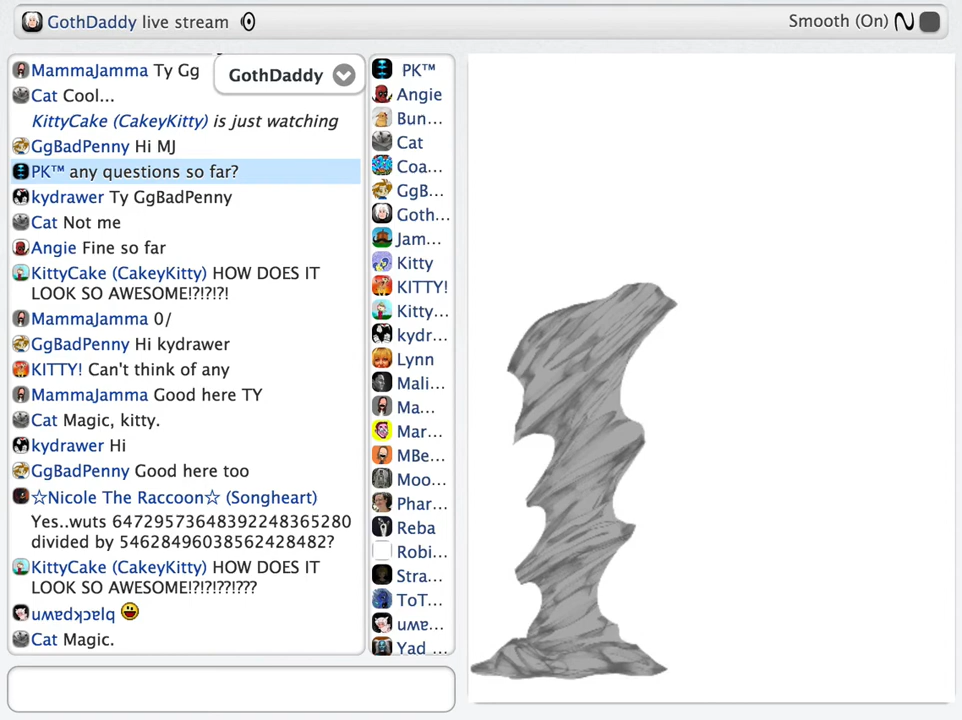 GothDaddy live stream
Smooth (On)
MammaJamma Ty Gg
GothDaddy
Cat Cool...
KittyCake (CakeyKitty) is just watching
GgBadPenny Hi MJ
PK™ any questions so far?
kydrawer Ty GgBadPenny
Cat Not me
Angie Fine so far
KittyCake (CakeyKitty) HOW DOES IT
LOOK SO AWESOME!?!?!?!
MammaJamma 0/
GgBadPenny Hi kydrawer
KITTY! Can't think of any
MammaJamma Good here TY
Cat Magic, kitty.
kydrawer Hi
GgBadPenny Good here too
☆Nicole The Raccoon☆ (Songheart)
Yes..wuts 64729573648392248365280
divided by 54628496038562428482?
KittyCake (CakeyKitty) HOW DOES IT
LOOK SO AWESOME!?!?!??!???
uʍɐdʞɔɐlq
Cat Magic.
PK™
Angie
Bun...
Cat
Coa...
GgB...
Goth...
Jam...
Kitty
KITTY!
Kitty...
kydr...
Lynn
Mali...
Ma...
Mar...
MBe...
Moo...
Phar...
Reba
Robi...
Stra...
ToT...
uʍɐ...
Yad ...